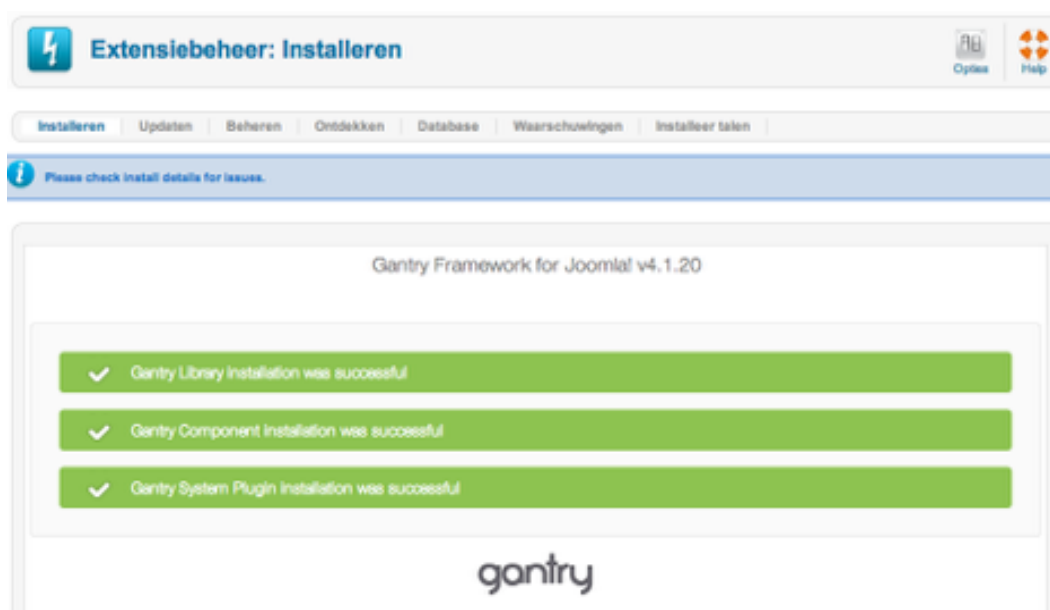 Extensiebeheer: Installeren
Opties
Help
Installeren Updaten Beheren Ontdekken Database Waarschuwingen Installeer talen
Please check install details for issues.
Gantry Framework for Joomla! v4.1.20
Gantry Library Installation was successful
Gantry Component Installation was successful
Gantry System Plugin Installation was successful
gantry